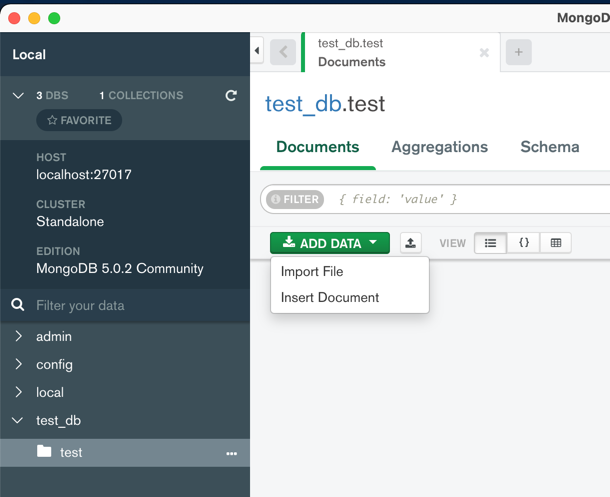 MongoD
Local
3 DBS 1 COLLECTIONS
FAVORITE
HOST
localhost:27017
CLUSTER
Standalone
EDITION
MongoDB 5.0.2 Community
Filter your data
admin
config
local
test_db
test
test_db.test
Documents
test_db.test
Documents Aggregations Schema
FILTER { field: 'value' }
ADD DATA VIEW {}
Import File
Insert Document